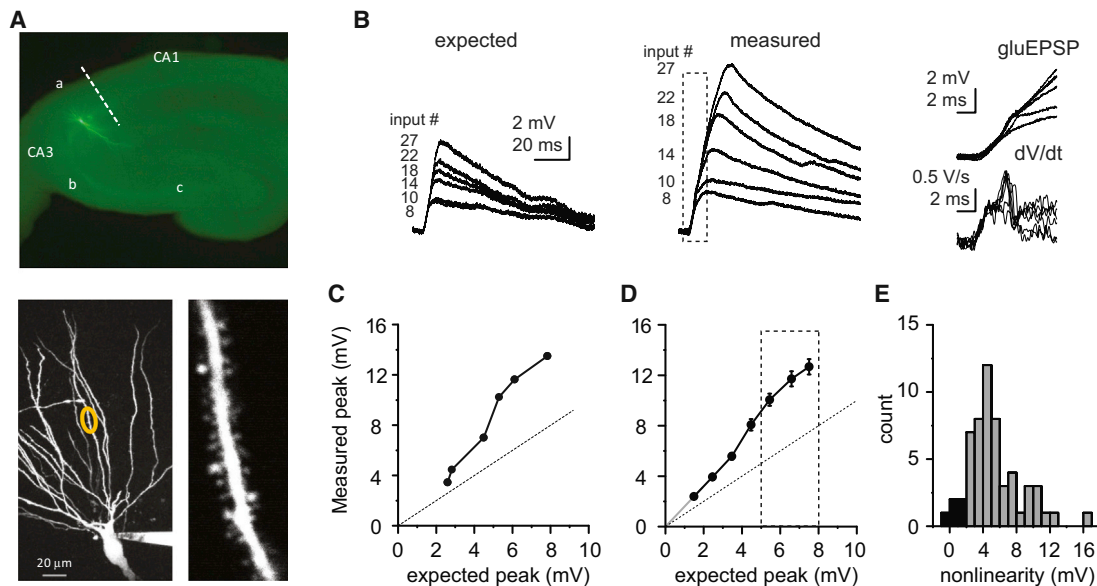 A
CA1
a
CA3
b
c
20 μm
B
expected
input #
27
22
18
14
10
8
2 mV
20 ms
measured
input #
27
22
18
14
10
8
gluEPSP
2 mV
2 ms
dV/dt
0.5 V/s
2 ms
C
Measured peak (mV)
16
12
8
4
0
0 2 4 6 8 10
expected peak (mV)
D
16
12
8
4
0
0 2 4 6 8 10
expected peak (mV)
E
count
15
10
5
0
0 4 8 12 16
nonlinearity (mV)